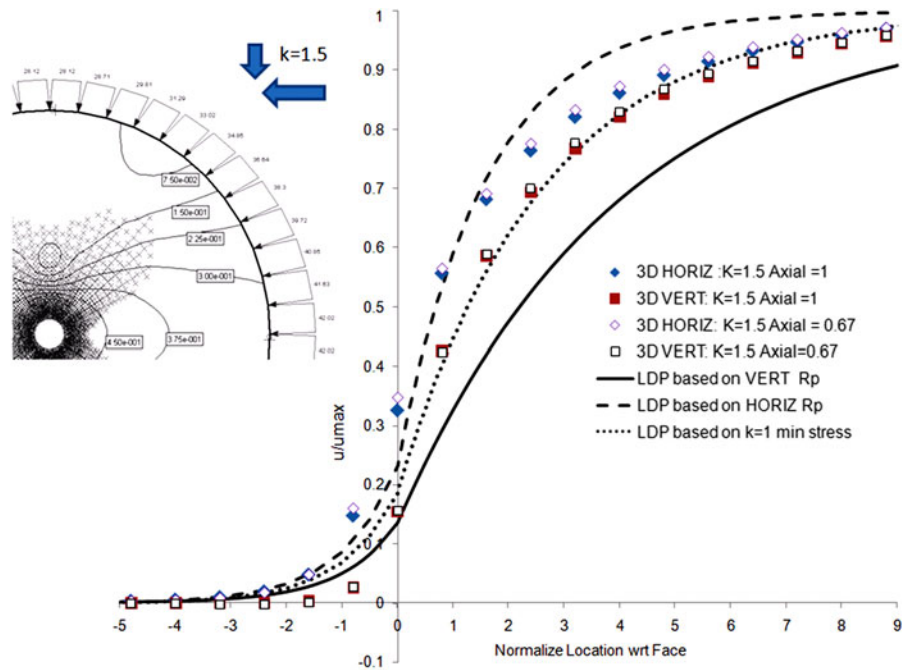 k=1.5
28.12
28.12
28.71
29.81
31.29
33.02
34.85
36.64
38.3
39.72
40.85
41.63
42.02
42.02
7.50e-002
1.50e-001
2.25e-001
3.00e-001
3.75e-001
4.50e-001
1
0.9
0.8
0.7
0.6
0.5
0.4
0.3
0.2
0.1
0
-0.1
u/umax
3D HORIZ :K=1.5 Axial =1
3D VERT: K=1.5 Axial =1
3D HORIZ: K=1.5 Axial = 0.67
3D VERT: K=1.5 Axial=0.67
LDP based on VERT Rp
LDP based on HORIZ Rp
LDP based on k=1 min stress
-5 -4 -3 -2 -1 0 1 2 3 4 5 6 7 8 9
Normalize Location wrt Face